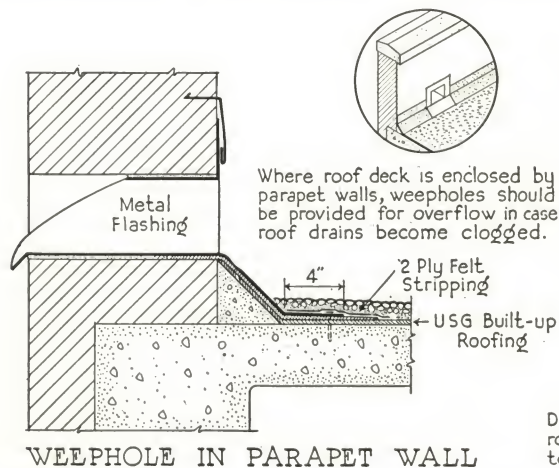 Where roof deck is enclosed by
parapet walls, weepholes should
be provided for overflow in case
roof drains become clogged.
Metal
Flashing
4"
2 Ply Felt
Stripping
USG Built-up
Roofing
WEEPHOLE IN PARAPET WALL